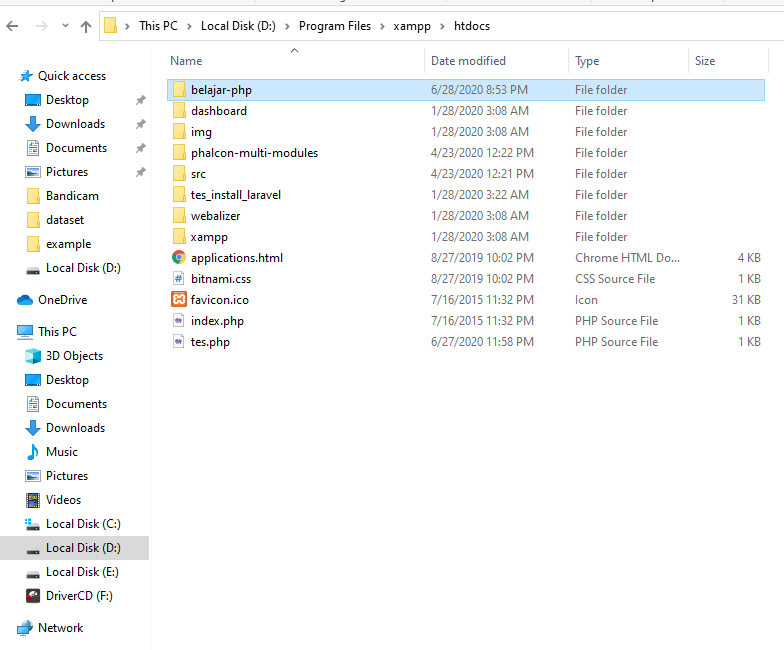 This PC > Local Disk (D:) > Program Files > xampp > htdocs
Name Date modified Type Size
Quick access
Desktop
Downloads
Documents
Pictures
Bandicam
dataset
example
Local Disk (D:)
OneDrive
This PC
3D Objects
Desktop
Documents
Downloads
Music
Pictures
Videos
Local Disk (C:)
Local Disk (D:)
Local Disk (E:)
DriverCD (F:)
Network
belajar-php 6/28/2020 8:53 PM File folder
dashboard 1/28/2020 3:08 AM File folder
img 1/28/2020 3:08 AM File folder
phalcon-multi-modules 4/23/2020 12:22 PM File folder
src 4/23/2020 12:21 PM File folder
tes_install_laravel 1/28/2020 3:22 AM File folder
webalizer 1/28/2020 3:08 AM File folder
xampp 1/28/2020 3:08 AM File folder
applications.html 8/27/2019 10:02 PM Chrome HTML Do... 4 KB
bitnami.css 8/27/2019 10:02 PM CSS Source File 1 KB
favicon.ico 7/16/2015 11:32 PM Icon 31 KB
index.php 7/16/2015 11:32 PM PHP Source File 1 KB
tes.php 6/27/2020 11:58 PM PHP Source File 1 KB